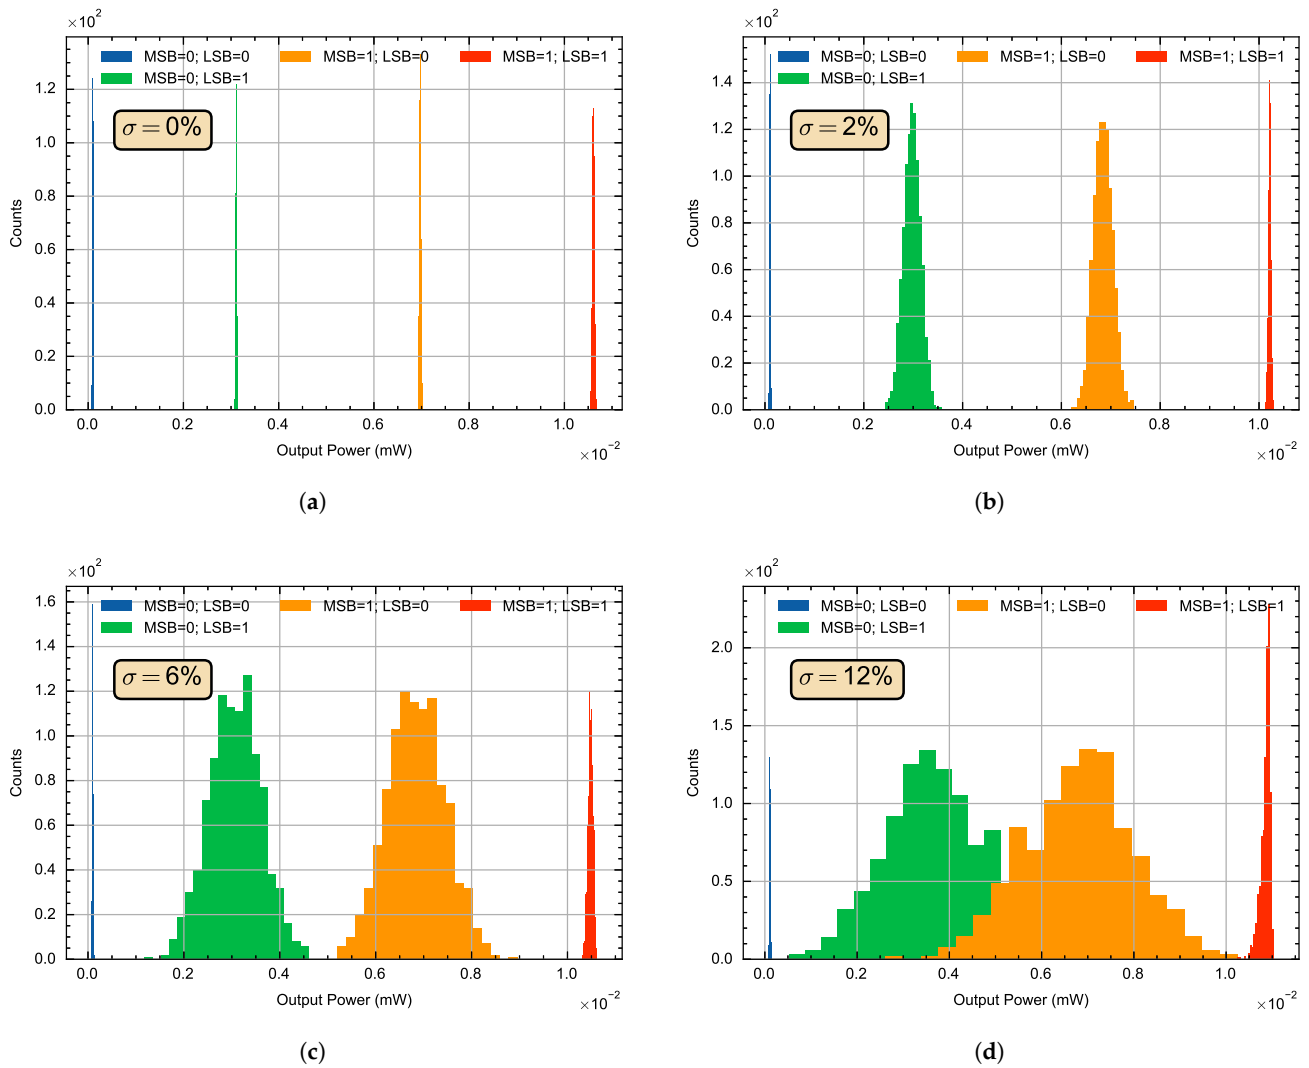 ×10²
MSB=0; LSB=0 MSB=1; LSB=0 MSB=1; LSB=1
MSB=0; LSB=1
σ = 0%
1.2
1.0
0.8
0.6
0.4
0.2
0.0
Counts
0.0 0.2 0.4 0.6 0.8 1.0
Output Power (mW)
×10⁻²
(a)
×10²
MSB=0; LSB=0 MSB=1; LSB=0 MSB=1; LSB=1
MSB=0; LSB=1
σ = 2%
1.4
1.2
1.0
0.8
0.6
0.4
0.2
0.0
Counts
0.0 0.2 0.4 0.6 0.8 1.0
Output Power (mW)
×10⁻²
(b)
×10²
MSB=0; LSB=0 MSB=1; LSB=0 MSB=1; LSB=1
MSB=0; LSB=1
σ = 6%
1.6
1.4
1.2
1.0
0.8
0.6
0.4
0.2
0.0
Counts
0.0 0.2 0.4 0.6 0.8 1.0
Output Power (mW)
×10⁻²
(c)
×10²
MSB=0; LSB=0 MSB=1; LSB=0 MSB=1; LSB=1
MSB=0; LSB=1
σ = 12%
2.0
1.5
1.0
0.5
0.0
Counts
0.0 0.2 0.4 0.6 0.8 1.0
Output Power (mW)
×10⁻²
(d)